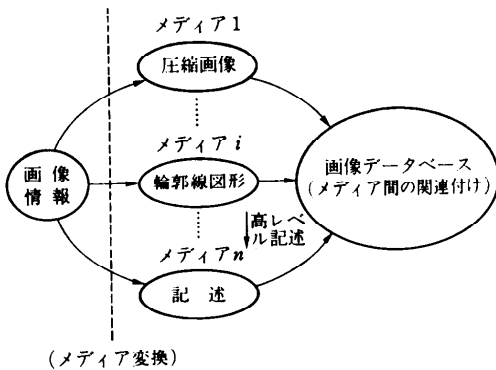 メディア1
圧縮画像
メディアi
画像
情報
輪郭線図形
画像データベース
(メディア間の関連付け)
高レベ
ル記述
メディアn
記述
(メディア変換)